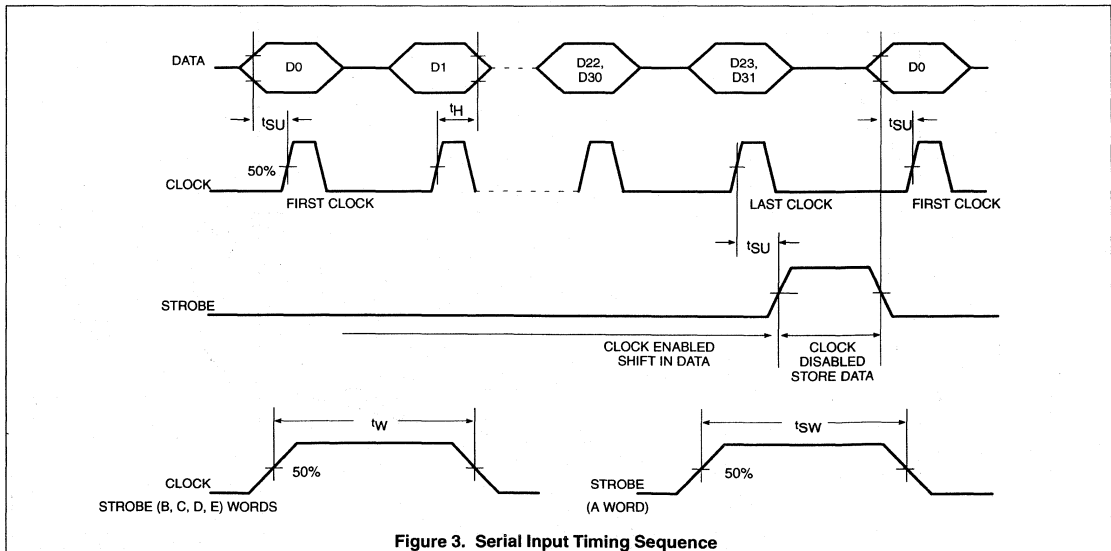 DATA
D0
D1
D22,
D30
D23,
D31
D0
tSU
tH
tSU
50%
CLOCK
FIRST CLOCK
LAST CLOCK
FIRST CLOCK
tSU
STROBE
CLOCK ENABLED
SHIFT IN DATA
CLOCK
DISABLED
STORE DATA
tW
tSW
50%
50%
CLOCK
STROBE (B, C, D, E) WORDS
STROBE
(A WORD)
Figure 3. Serial Input Timing Sequence